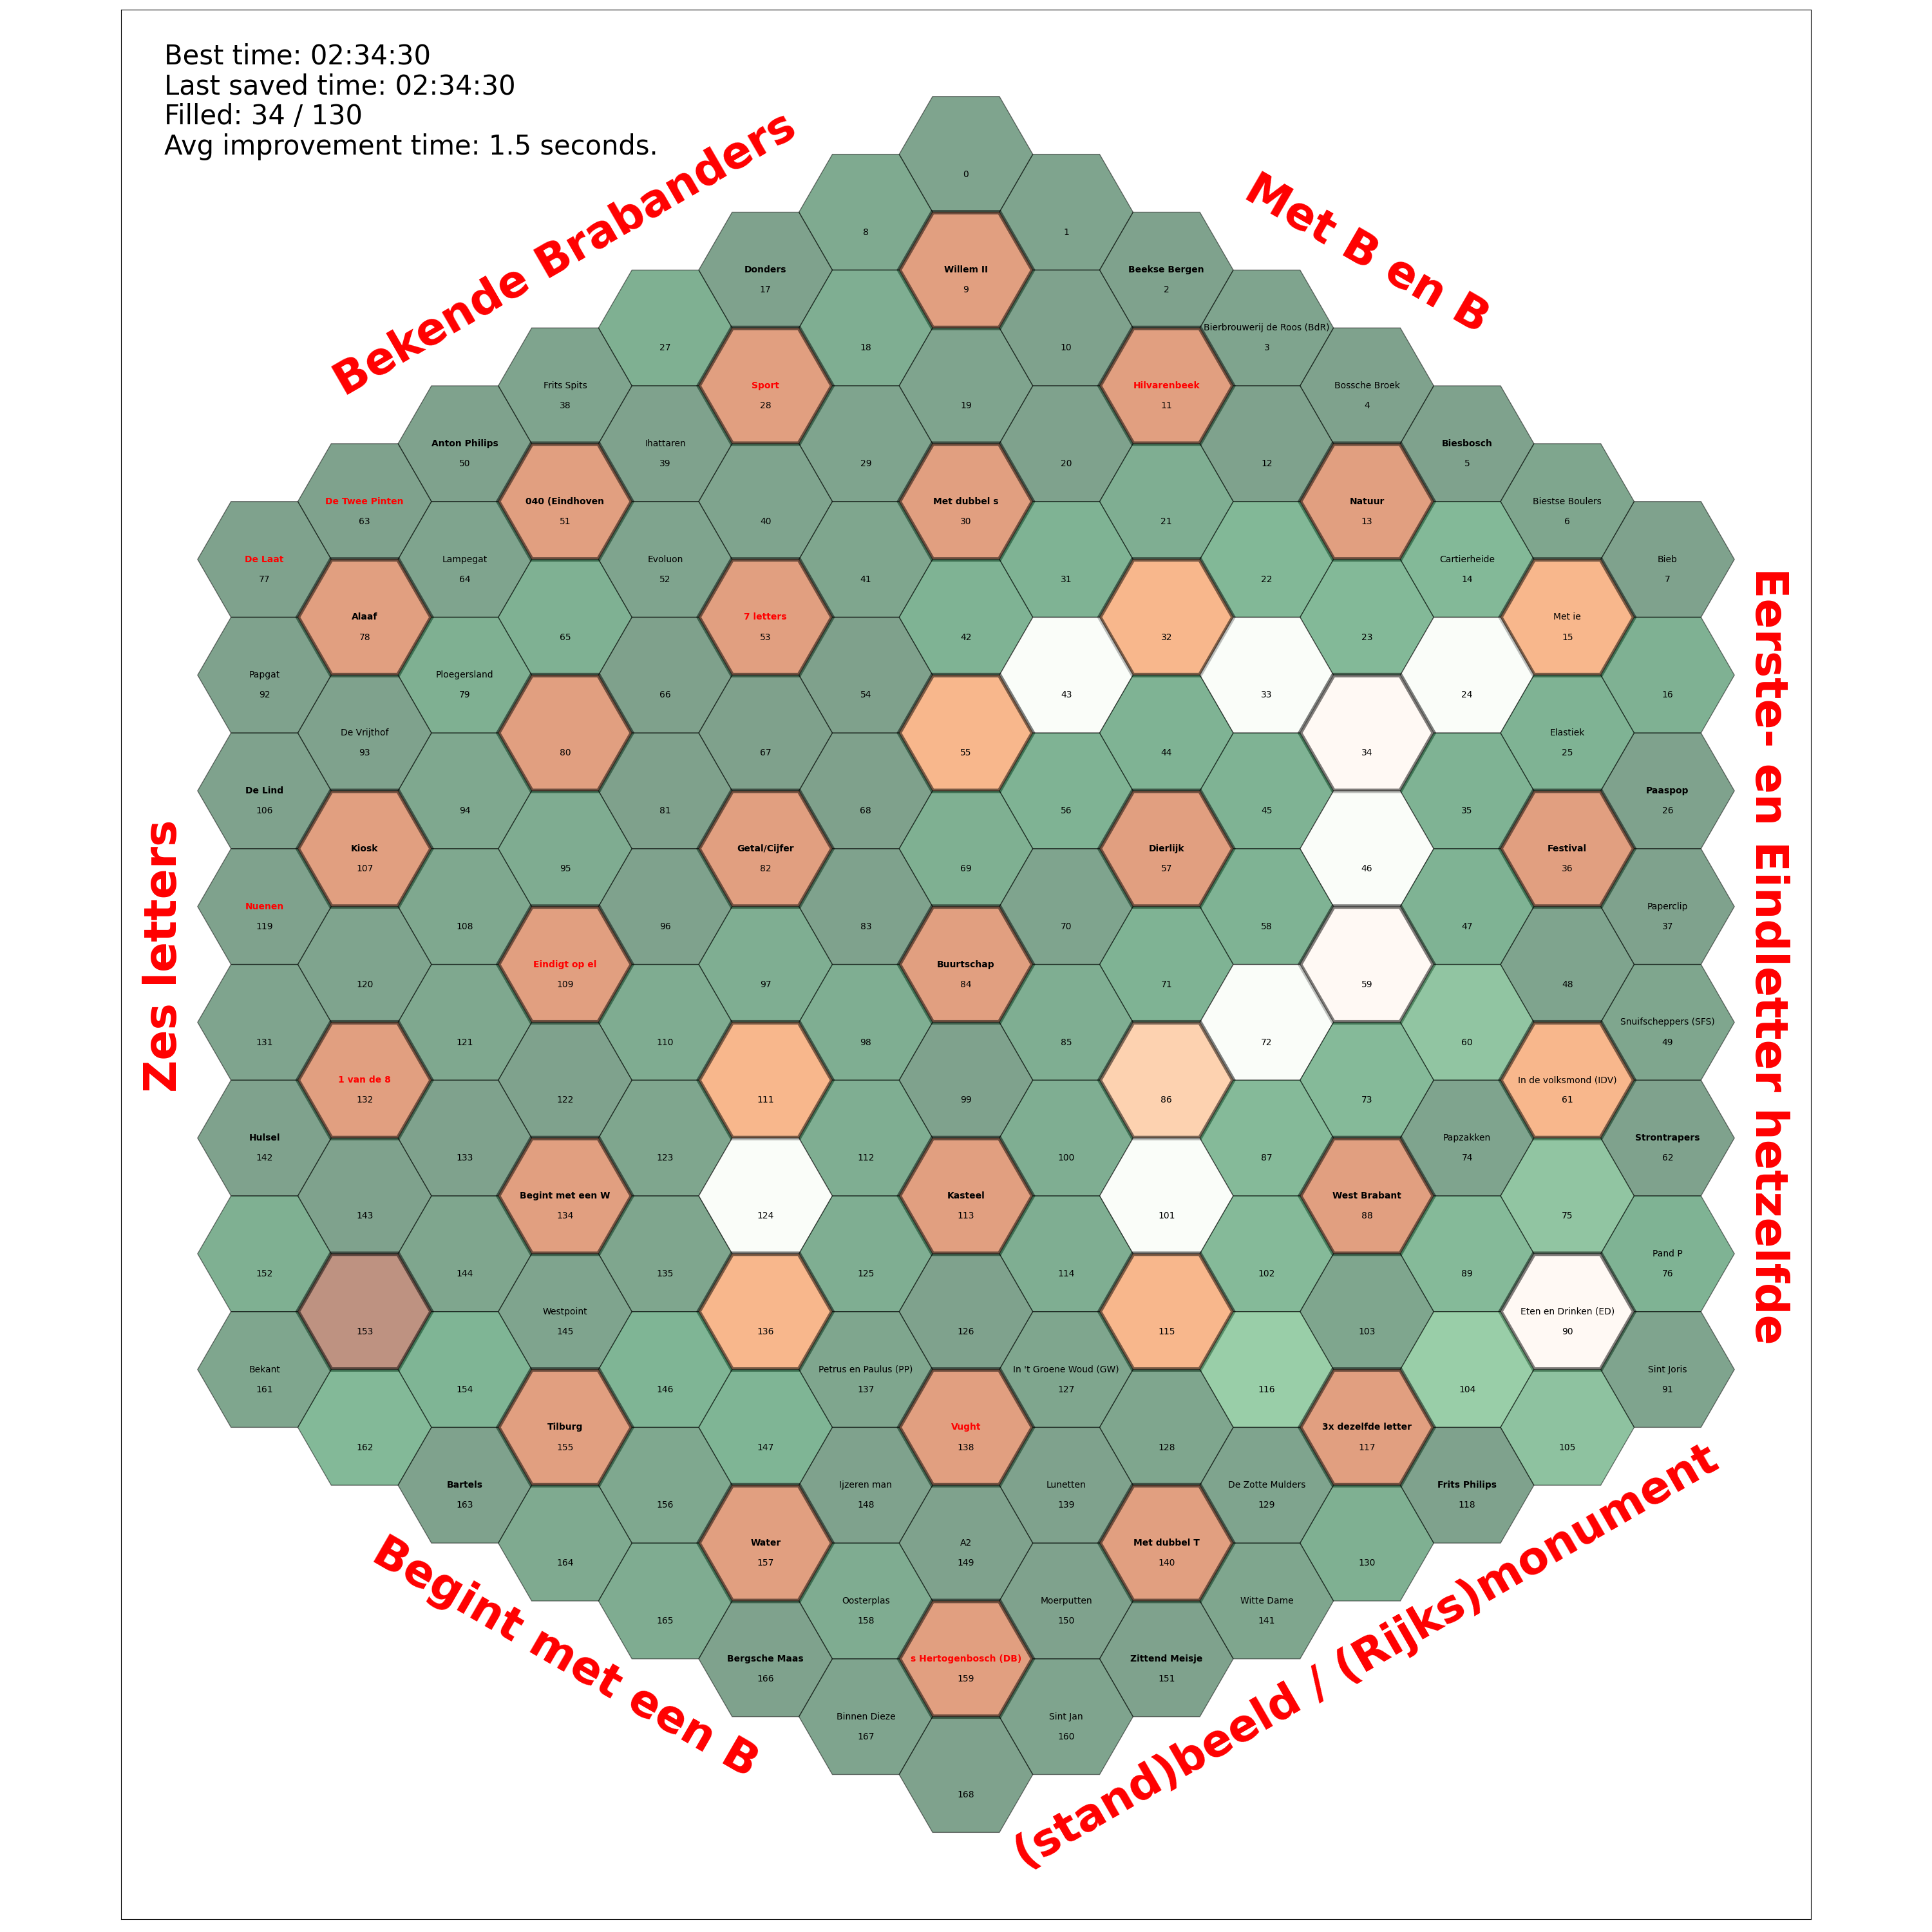 Best time: 02:34:30
Last saved time: 02:34:30
Filled: 34 / 130
Avg improvement time: 1.5 seconds.
Bekende Brabanders
Met B en B
Eerste- en Eindletter hetzelfde
(stand)beeld / (Rijks)monument
Begint met een B
Zes letters
0
8
1
Donders
17
Willem II
9
Beekse Bergen
2
27
18
10
Bierbrouwerij de Roos (BdR)
3
Frits Spits
38
Sport
28
19
Hilvarenbeek
11
Bossche Broek
4
Anton Philips
50
Ihattaren
39
29
20
12
Biesbosch
5
De Twee Pinten
63
040 (Eindhoven
51
40
Met dubbel s
30
21
Natuur
13
Biestse Boulers
6
De Laat
77
Lampegat
64
Evoluon
52
41
31
22
Cartierheide
14
Bieb
7
Alaaf
78
65
7 letters
53
42
32
23
Met ie
15
Papgat
92
Ploegersland
79
66
54
43
33
24
16
De Vrijthof
93
80
67
55
44
34
Elastiek
25
De Lind
106
94
81
68
56
45
35
Paaspop
26
Kiosk
107
95
Getal/Cijfer
82
69
Dierlijk
57
46
Festival
36
Nuenen
119
108
96
83
70
58
47
Paperclip
37
120
Eindigt op el
109
97
Buurtschap
84
71
59
48
131
121
110
98
85
72
60
Snuifscheppers (SFS)
49
1 van de 8
132
122
111
99
86
73
In de volksmond (IDV)
61
Hulsel
142
133
123
112
100
87
Papzakken
74
Strontrapers
62
143
Begint met een W
134
124
Kasteel
113
101
West Brabant
88
75
152
144
135
125
114
102
89
Pand P
76
153
Westpoint
145
136
126
115
103
Eten en Drinken (ED)
90
Bekant
161
154
146
Petrus en Paulus (PP)
137
In 't Groene Woud (GW)
127
116
104
Sint Joris
91
162
Tilburg
155
147
Vught
138
128
3x dezelfde letter
117
105
Bartels
163
156
Ijzeren man
148
Lunetten
139
De Zotte Mulders
129
Frits Philips
118
164
Water
157
A2
149
Met dubbel T
140
130
165
Oosterplas
158
Moerputten
150
Witte Dame
141
Bergsche Maas
166
s Hertogenbosch (DB)
159
Zittend Meisje
151
Binnen Dieze
167
Sint Jan
160
168